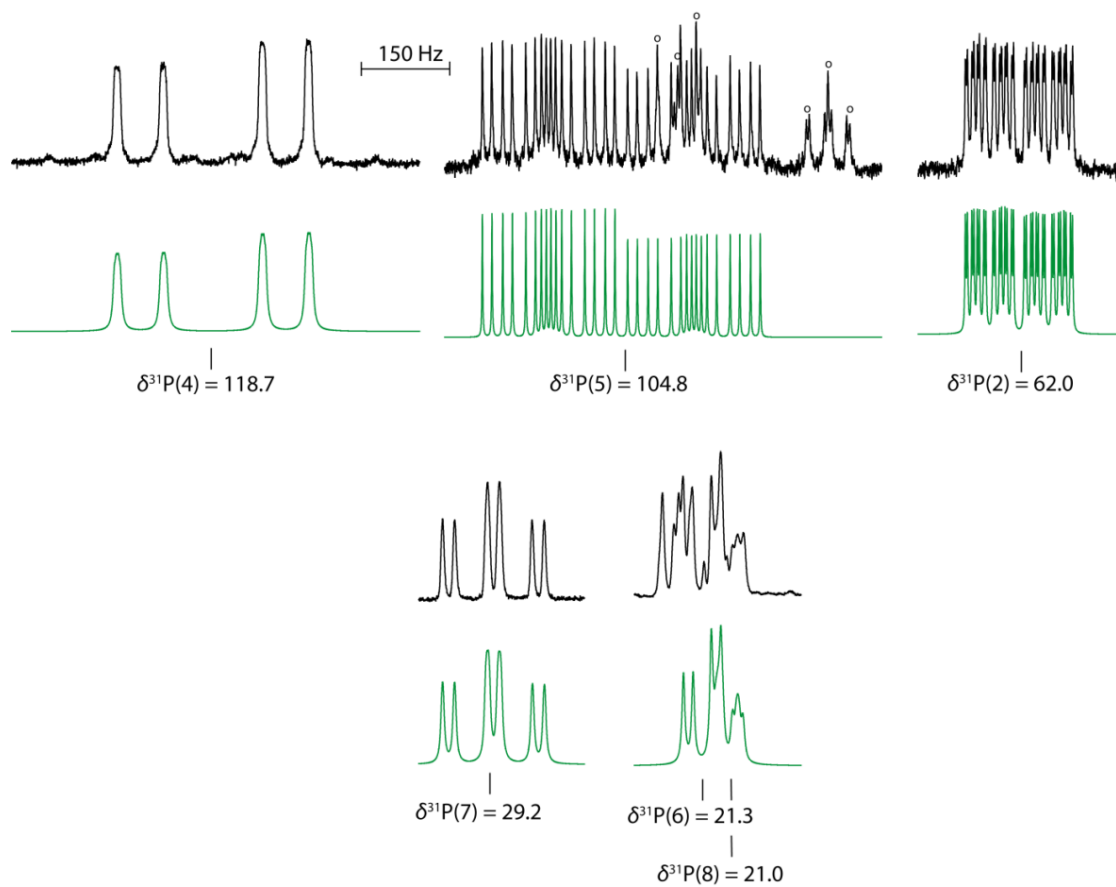 o
o
o
o
o
o
150 Hz
δ³¹P(4) = 118.7
δ³¹P(5) = 104.8
δ³¹P(2) = 62.0
δ³¹P(7) = 29.2
δ³¹P(6) = 21.3
δ³¹P(8) = 21.0